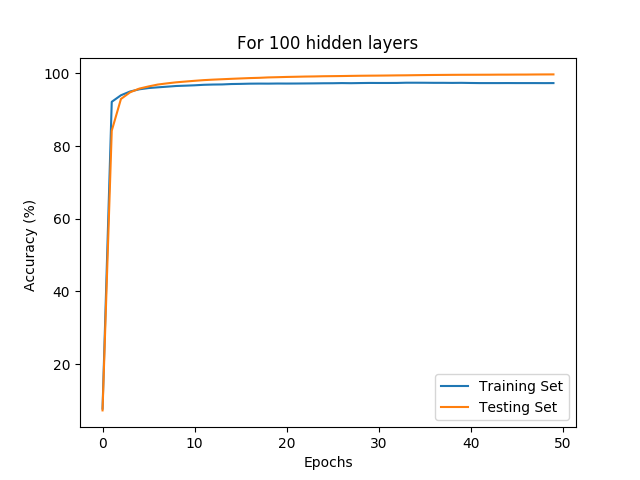 For 100 hidden layers
Accuracy (%)
100
80
60
40
20
0 10 20 30 40 50
Epochs
Training Set
Testing Set